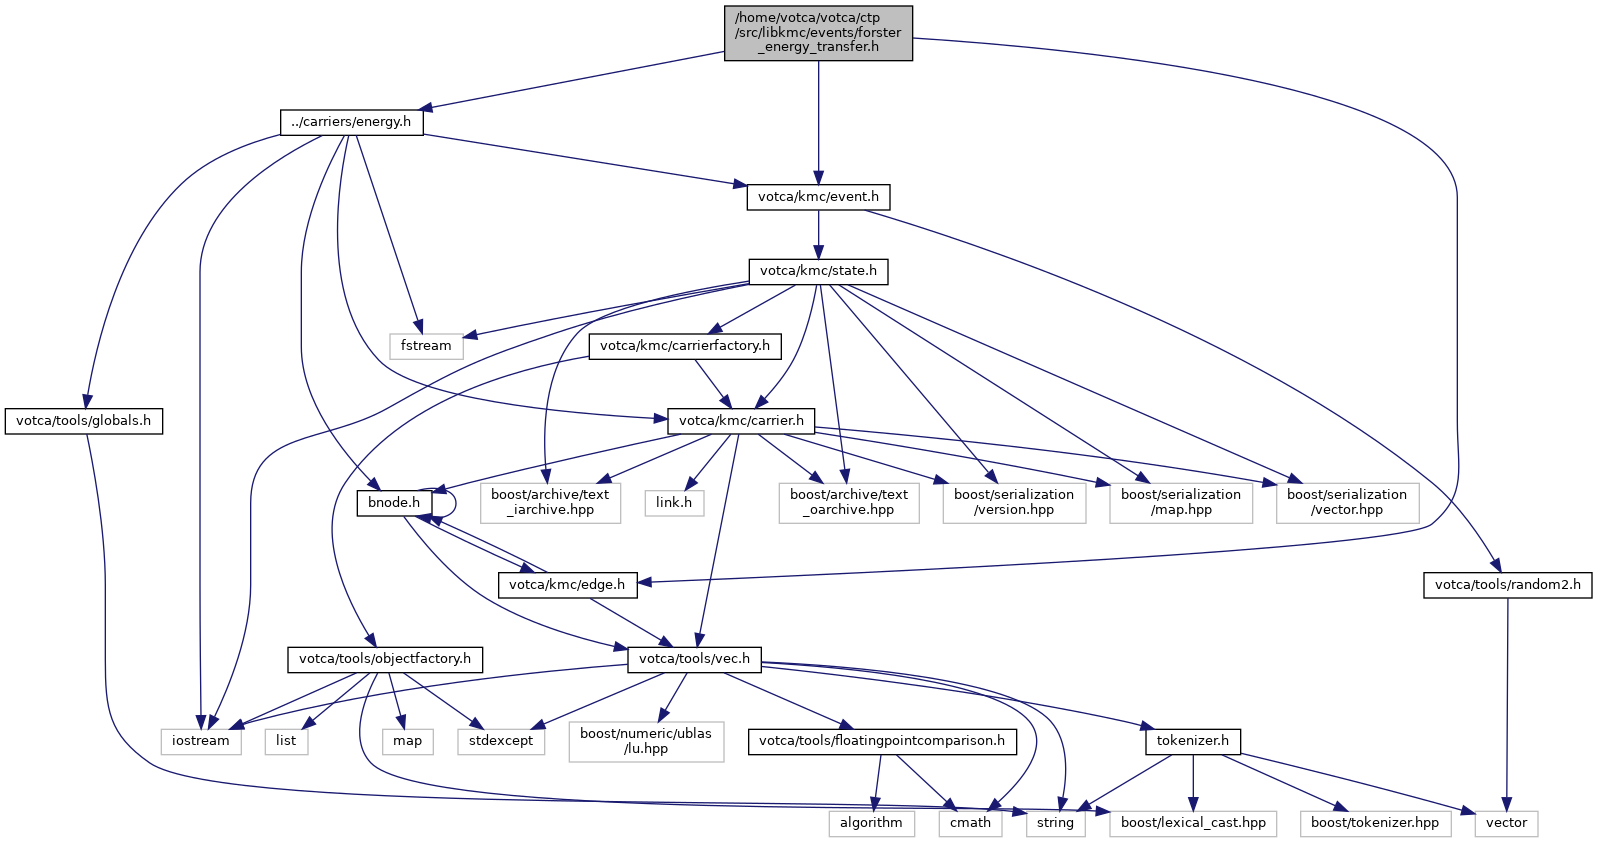 /home/votca/votca/ctp
/src/libkmc/events/forster
_energy_transfer.h
../carriers/energy.h
votca/kmc/event.h
votca/kmc/state.h
fstream
votca/kmc/carrierfactory.h
votca/tools/globals.h
votca/kmc/carrier.h
bnode.h
boost/archive/text
_iarchive.hpp
link.h
boost/archive/text
_oarchive.hpp
boost/serialization
/version.hpp
boost/serialization
/map.hpp
boost/serialization
/vector.hpp
votca/kmc/edge.h
votca/tools/random2.h
votca/tools/objectfactory.h
votca/tools/vec.h
iostream
list
map
stdexcept
boost/numeric/ublas
/lu.hpp
votca/tools/floatingpointcomparison.h
tokenizer.h
algorithm
cmath
string
boost/lexical_cast.hpp
boost/tokenizer.hpp
vector